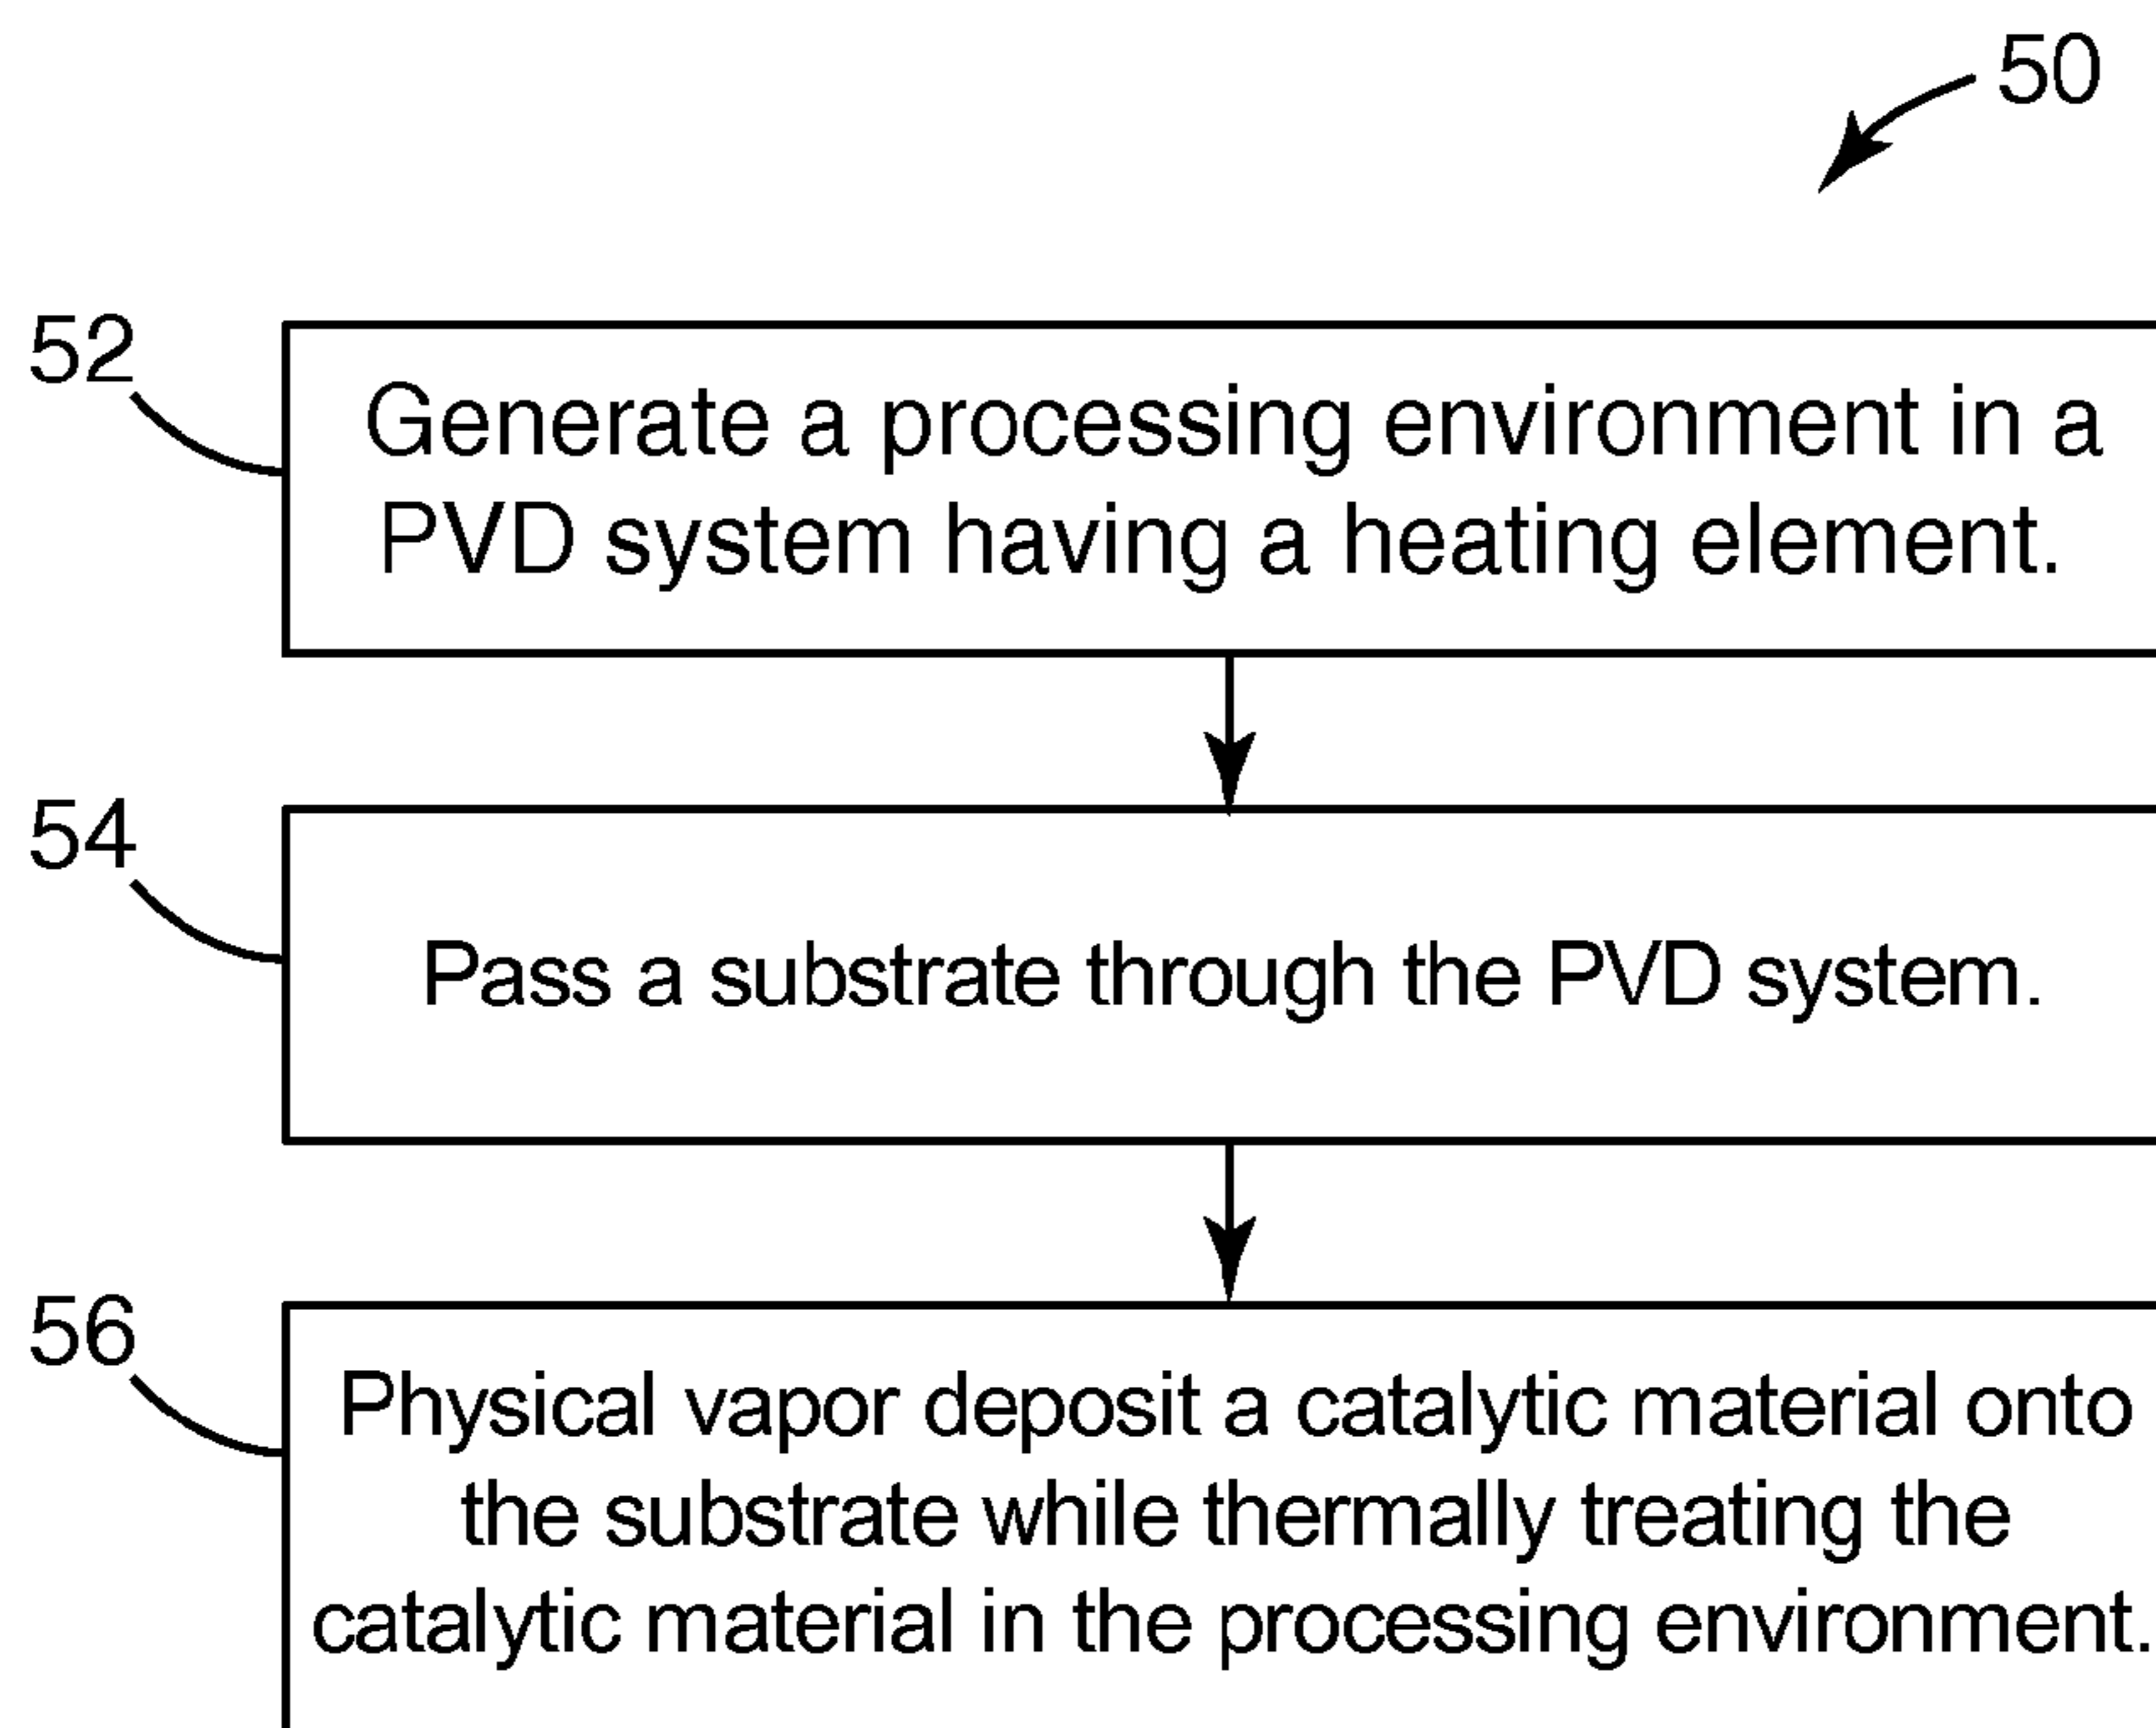 50
52
Generate a processing environment in a
PVD system having a heating element.
54
Pass a substrate through the PVD system.
56
Physical vapor deposit a catalytic material onto
the substrate while thermally treating the
catalytic material in the processing environment.